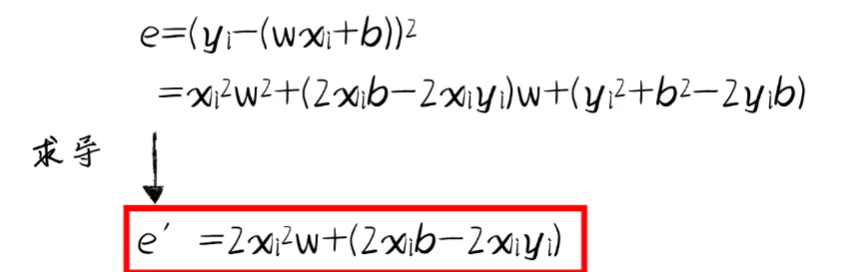 e=(yᵢ-(wxᵢ+b))²
=xᵢ²w²+(2xᵢb-2xᵢyᵢ)w+(yᵢ²+b²-2yᵢb)
求导
e′ =2xᵢ²w+(2xᵢb-2xᵢyᵢ)